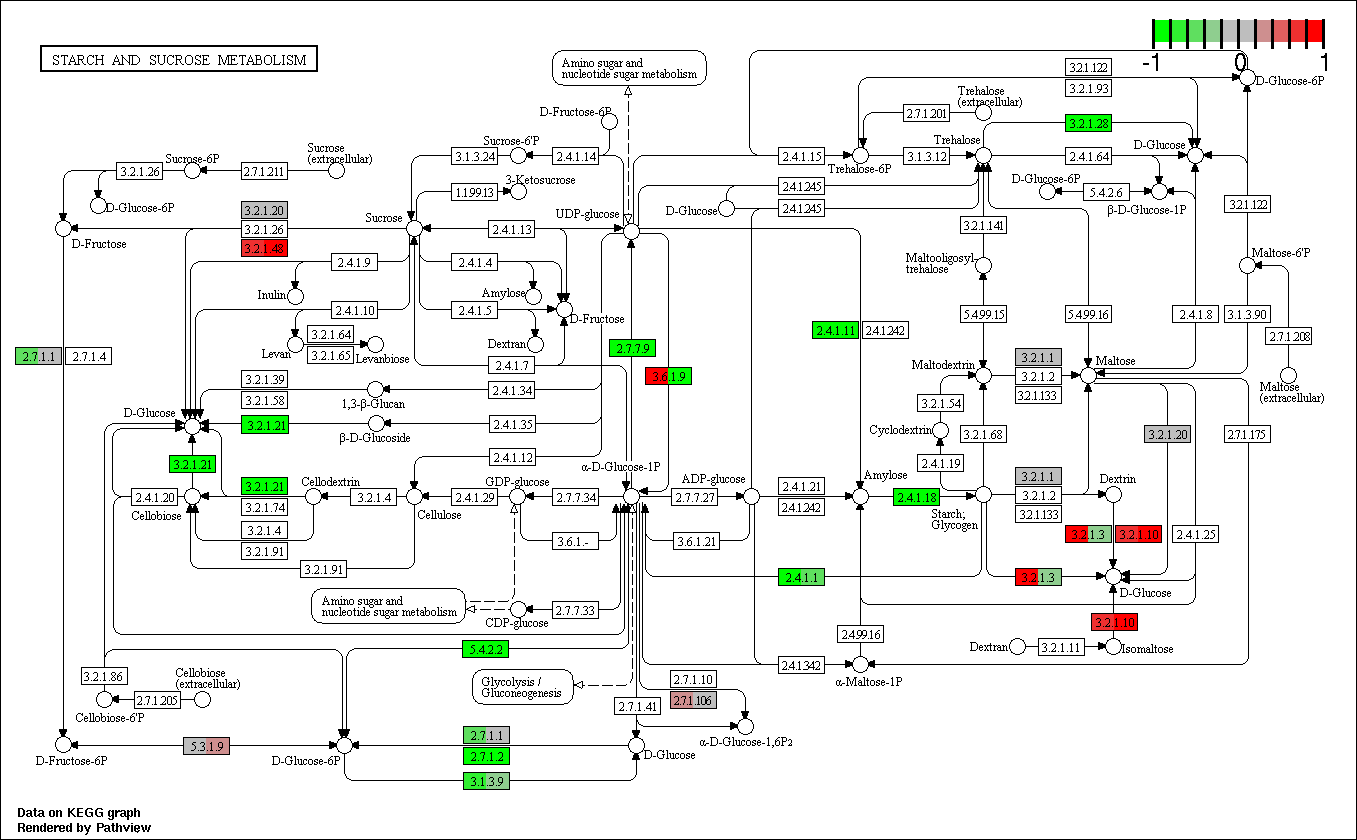 STARCH AND SUCROSE METABOLISM
-1
0
1
Amino sugar and
nucleotide sugar metabolism
3.2.1.122
3.2.1.93
D-Glucose-6P
D-Fructose-6P
Trehalose
(extracellular)
2.7.1.201
3.2.1.28
Sucrose-6'P
3.1.3.24
2.4.1.14
2.4.1.15
Trehalose-6P
3.1.3.12
Trehalose
2.4.1.64
D-Glucose
Sucrose
(extracellular)
Sucrose-6P
3.2.1.26
2.7.1.211
D-Glucose-6P
3-Ketosucrose
1.1.99.13
2.4.1.245
2.4.1.245
D-Glucose
D-Glucose-6P
5.4.2.6
β-D-Glucose-1P
3.2.1.122
3.2.1.20
3.2.1.26
3.2.1.48
Sucrose
UDP-glucose
2.4.1.13
D-Fructose
3.2.1.141
Maltooligosyl-
trehalose
Maltose-6'P
2.4.1.9
2.4.1.4
Inulin
Amylose
2.4.1.10
2.4.1.5
D-Fructose
5.4.99.15
5.4.99.16
2.4.1.8
3.1.3.90
2.4.1.11
2.4.1.242
3.2.1.64
3.2.1.65
Levan
Levanbiose
Dextran
2.7.7.9
2.7.1.208
2.7.1.1
2.7.1.4
2.4.1.7
3.6.1.9
Maltodextrin
3.2.1.1
3.2.1.2
3.2.1.133
Maltose
Maltose
(extracellular)
3.2.1.39
3.2.1.58
1,3-β-Glucan
2.4.1.34
3.2.1.54
D-Glucose
3.2.1.21
β-D-Glucoside
2.4.1.35
Cyclodextrin
3.2.1.68
3.2.1.20
2.7.1.175
2.4.1.12
3.2.1.21
2.4.1.19
α-D-Glucose-1P
ADP-glucose
Amylose
3.2.1.1
3.2.1.2
3.2.1.133
Dextrin
2.4.1.20
Cellobiose
3.2.1.21
3.2.1.74
3.2.1.4
3.2.1.91
Cellodextrin
3.2.1.4
Cellulose
2.4.1.29
GDP-glucose
2.7.7.34
2.7.7.27
2.4.1.21
2.4.1.242
2.4.1.18
Starch;
Glycogen
3.6.1.-
3.6.1.21
3.2.1.3
3.2.1.10
2.4.1.25
3.2.1.91
2.4.1.1
3.2.1.3
D-Glucose
Amino sugar and
nucleotide sugar metabolism
CDP-glucose
2.7.7.33
3.2.1.10
2.4.99.16
5.4.2.2
2.4.1.342
α-Maltose-1P
Dextran
3.2.1.11
Isomaltose
3.2.1.86
Cellobiose
(extracellular)
2.7.1.205
Cellobiose-6'P
Glycolysis /
Gluconeogenesis
2.7.1.10
2.7.1.106
2.7.1.41
α-D-Glucose-1,6P2
D-Fructose-6P
5.3.1.9
D-Glucose-6P
2.7.1.1
2.7.1.2
3.1.3.9
D-Glucose
Data on KEGG graph
Rendered by Pathview